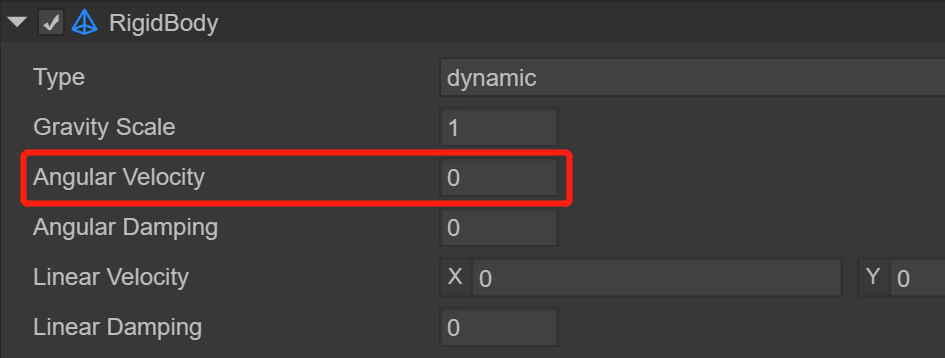 RigidBody
Type dynamic
Gravity Scale 1
Angular Velocity 0
Angular Damping 0
Linear Velocity X 0 Y 0
Linear Damping 0